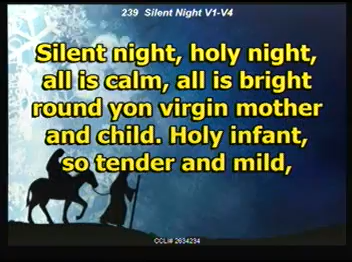 239 Silent Night V1-V4
Silent night, holy night,
all is calm, all is bright
round yon virgin mother
and child. Holy infant,
so tender and mild,
CCLI# 2634234